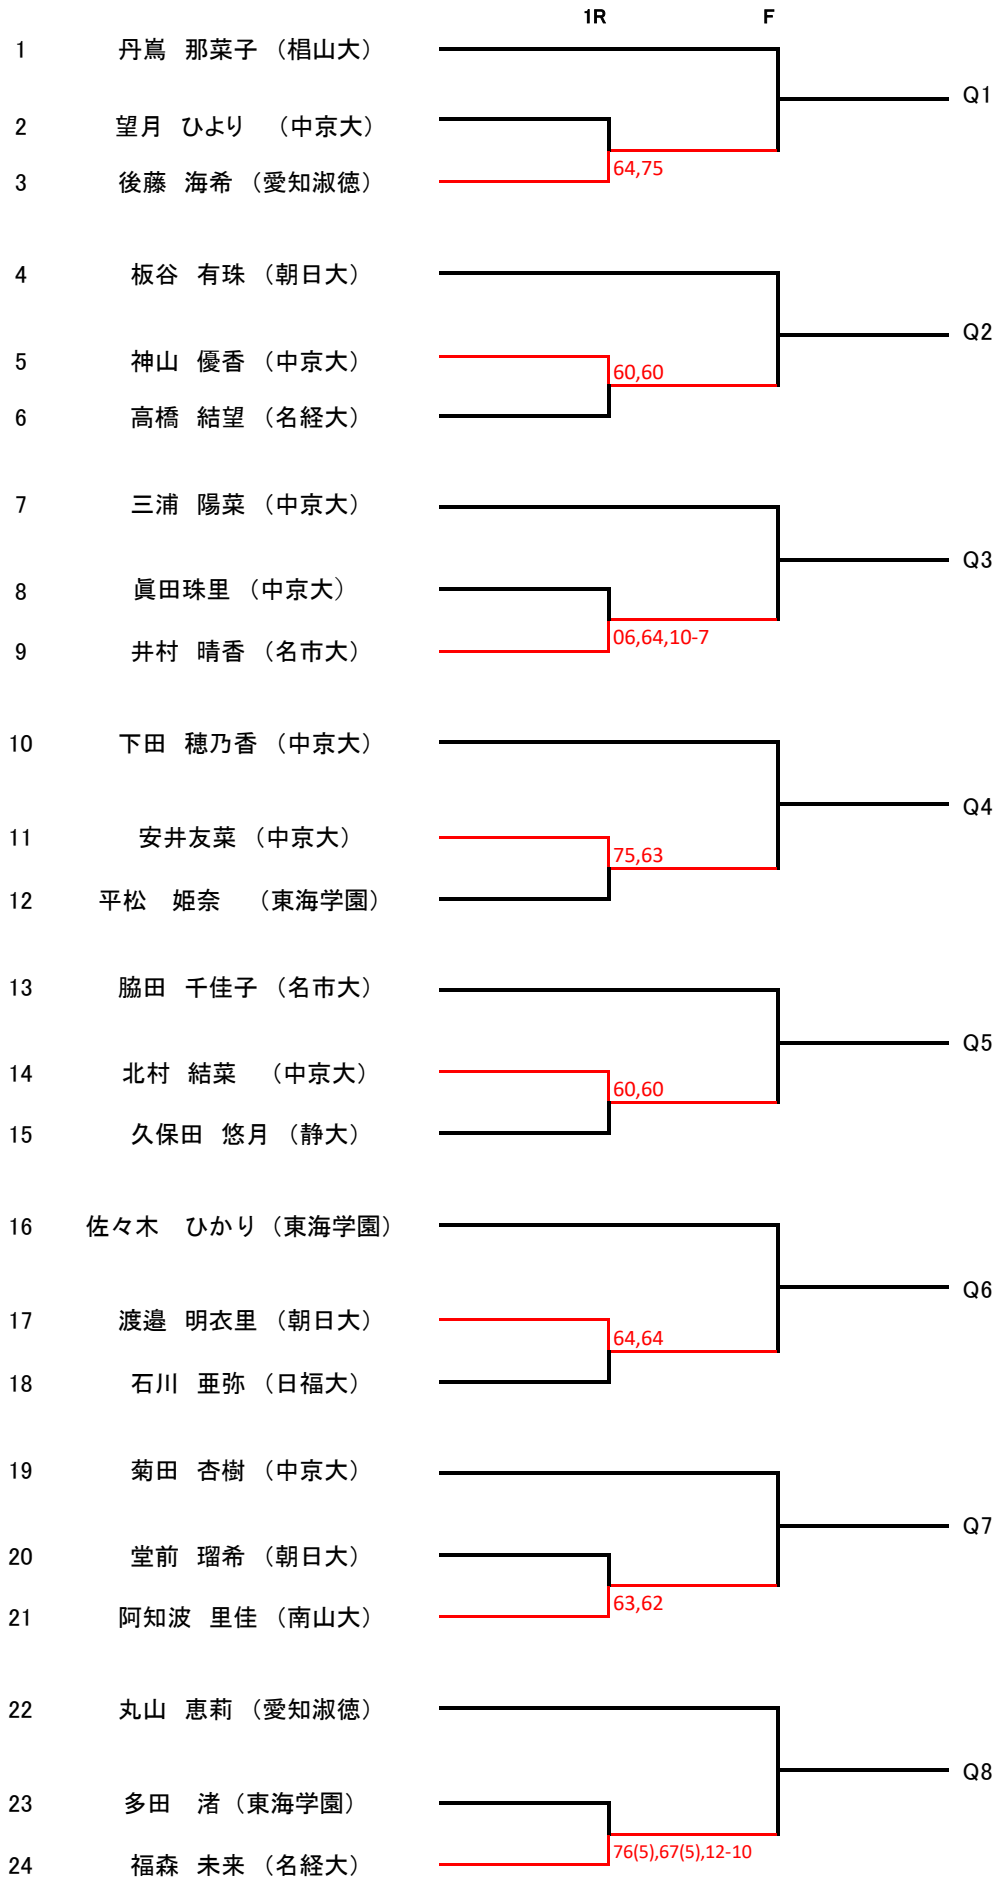 1R F
1 丹嶌 那菜子 (椙山大)
Q1
2 望月 ひより (中京大)
64,75
3 後藤 海希 (愛知淑徳)
4 板谷 有珠 (朝日大)
Q2
5 神山 優香 (中京大)
60,60
6 高橋 結望 (名経大)
7 三浦 陽菜 (中京大)
Q3
8 眞田珠里 (中京大)
06,64,10-7
9 井村 晴香 (名市大)
10 下田 穂乃香 (中京大)
Q4
11 安井友菜 (中京大)
75,63
12 平松 姫奈 (東海学園)
13 脇田 千佳子 (名市大)
Q5
14 北村 結菜 (中京大)
60,60
15 久保田 悠月 (静大)
16 佐々木 ひかり (東海学園)
Q6
17 渡邉 明衣里 (朝日大)
64,64
18 石川 亜弥 (日福大)
19 菊田 杏樹 (中京大)
Q7
20 堂前 瑠希 (朝日大)
63,62
21 阿知波 里佳 (南山大)
22 丸山 恵莉 (愛知淑徳)
Q8
23 多田 渚 (東海学園)
76(5),67(5),12-10
24 福森 未来 (名経大)